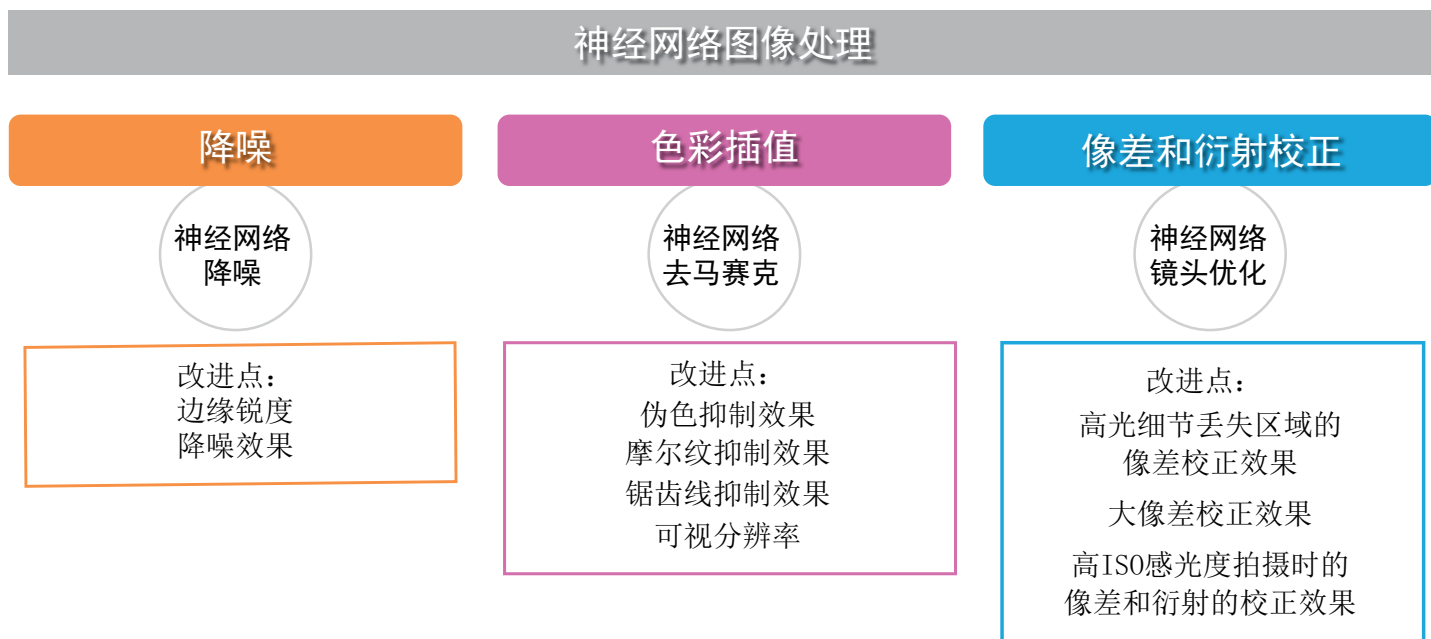 神经网络图像处理
降噪
神经网络
降噪
改进点：
边缘锐度
降噪效果
色彩插值
神经网络
去马赛克
改进点：
伪色抑制效果
摩尔纹抑制效果
锯齿线抑制效果
可视分辨率
像差和衍射校正
神经网络
镜头优化
改进点：
高光细节丢失区域的
像差校正效果
大像差校正效果
高ISO感光度拍摄时的
像差和衍射的校正效果